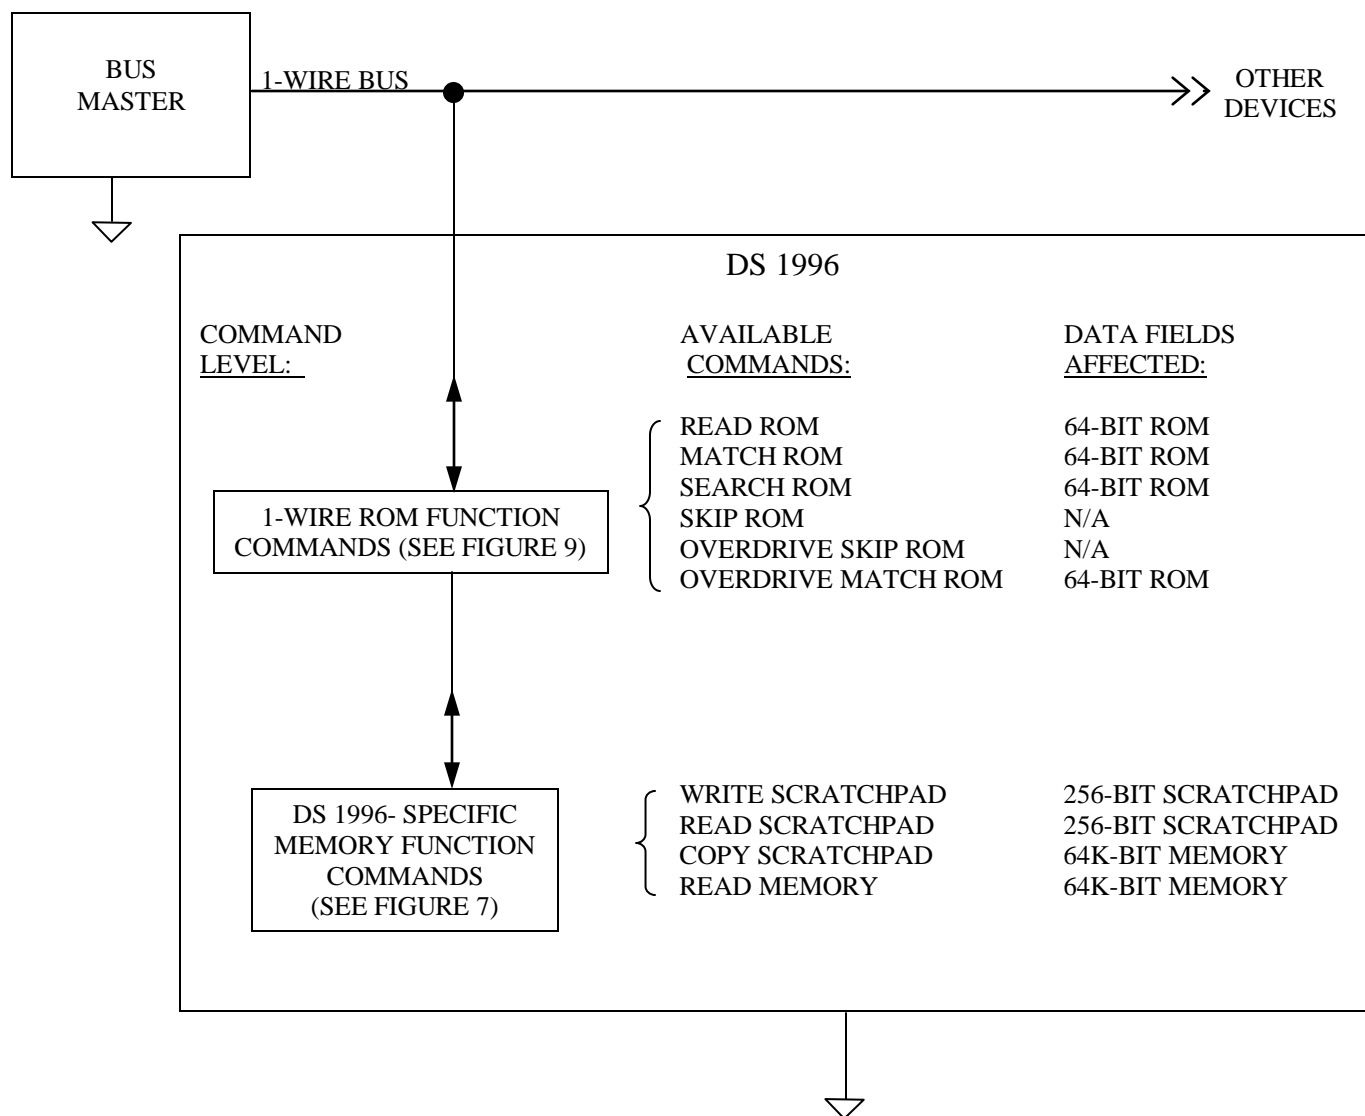 BUS
MASTER
1-WIRE BUS
OTHER
DEVICES
DS 1996
COMMAND
LEVEL:
AVAILABLE
COMMANDS:
DATA FIELDS
AFFECTED:
READ ROM 64-BIT ROM
MATCH ROM 64-BIT ROM
SEARCH ROM 64-BIT ROM
SKIP ROM N/A
OVERDRIVE SKIP ROM N/A
OVERDRIVE MATCH ROM 64-BIT ROM
1-WIRE ROM FUNCTION
COMMANDS (SEE FIGURE 9)
WRITE SCRATCHPAD 256-BIT SCRATCHPAD
READ SCRATCHPAD 256-BIT SCRATCHPAD
COPY SCRATCHPAD 64K-BIT MEMORY
READ MEMORY 64K-BIT MEMORY
DS 1996- SPECIFIC
MEMORY FUNCTION
COMMANDS
(SEE FIGURE 7)